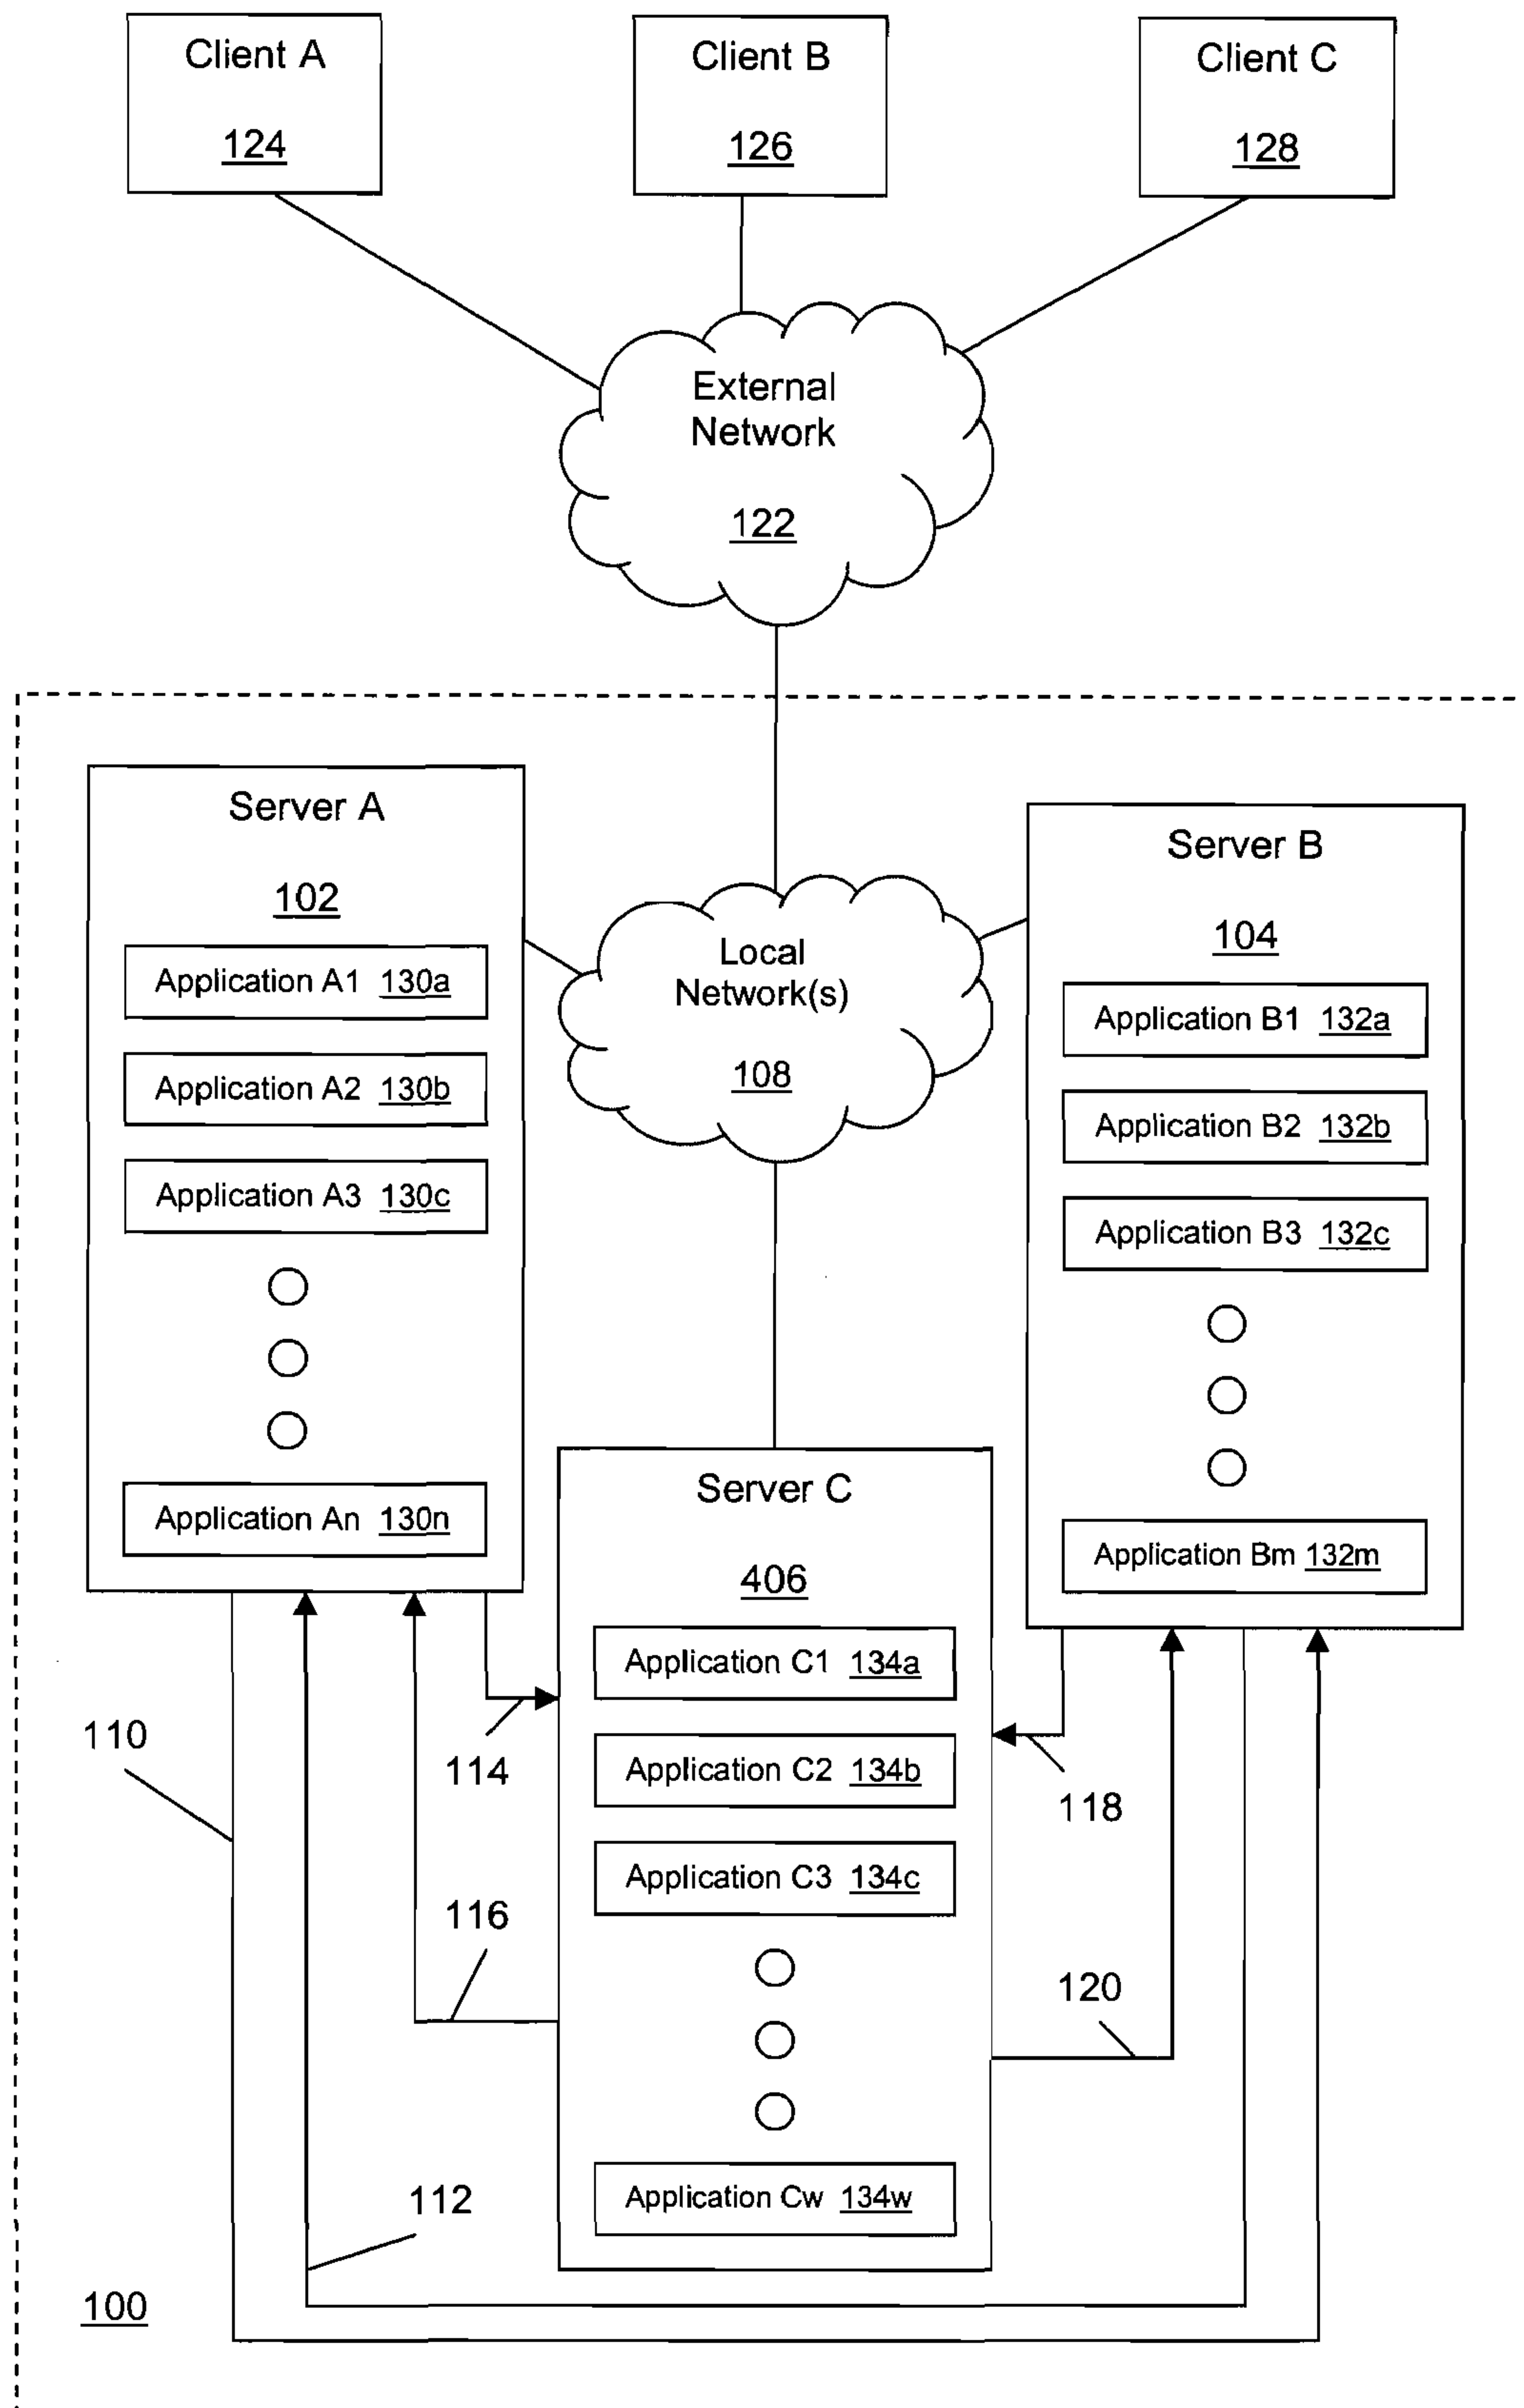 Client A
124
Client B
126
Client C
128
External
Network
122
Server A
102
Application A1 130a
Application A2 130b
Application A3 130c
Application An 130n
Local
Network(s)
108
Server B
104
Application B1 132a
Application B2 132b
Application B3 132c
Application Bm 132m
Server C
406
Application C1 134a
Application C2 134b
Application C3 134c
Application Cw 134w
110
114
118
116
120
112
100